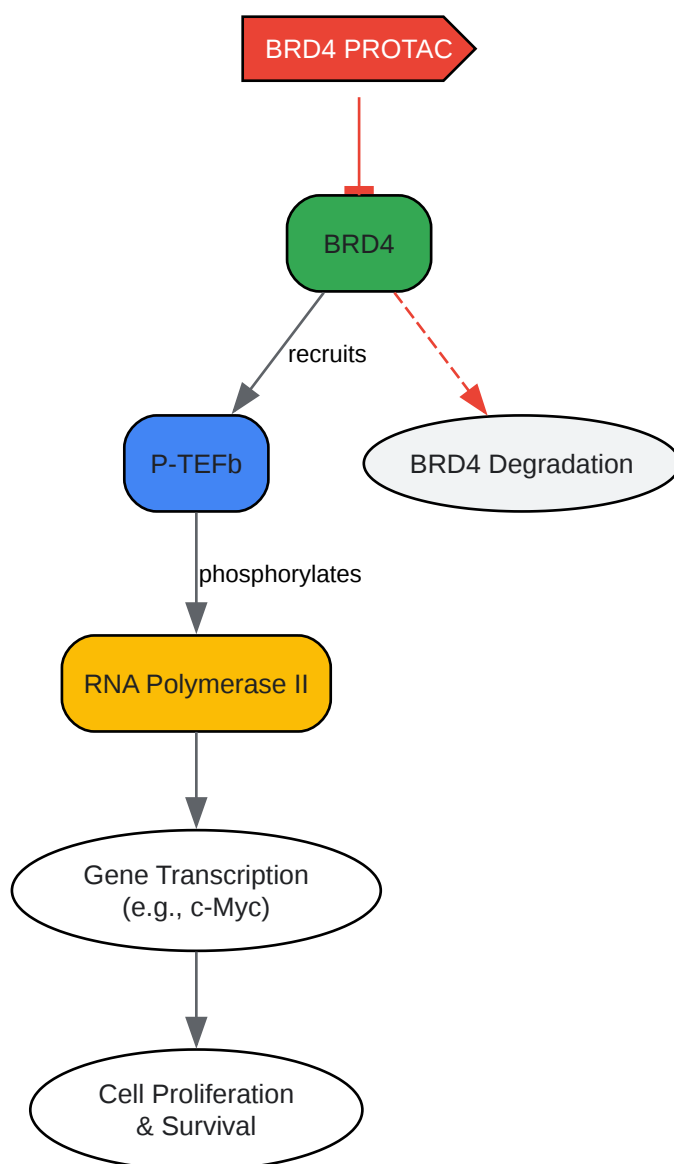 BRD4 PROTAC
BRD4
recruits
P-TEFb
BRD4 Degradation
phosphorylates
RNA Polymerase II
Gene Transcription
(e.g., c-Myc)
Cell Proliferation
& Survival